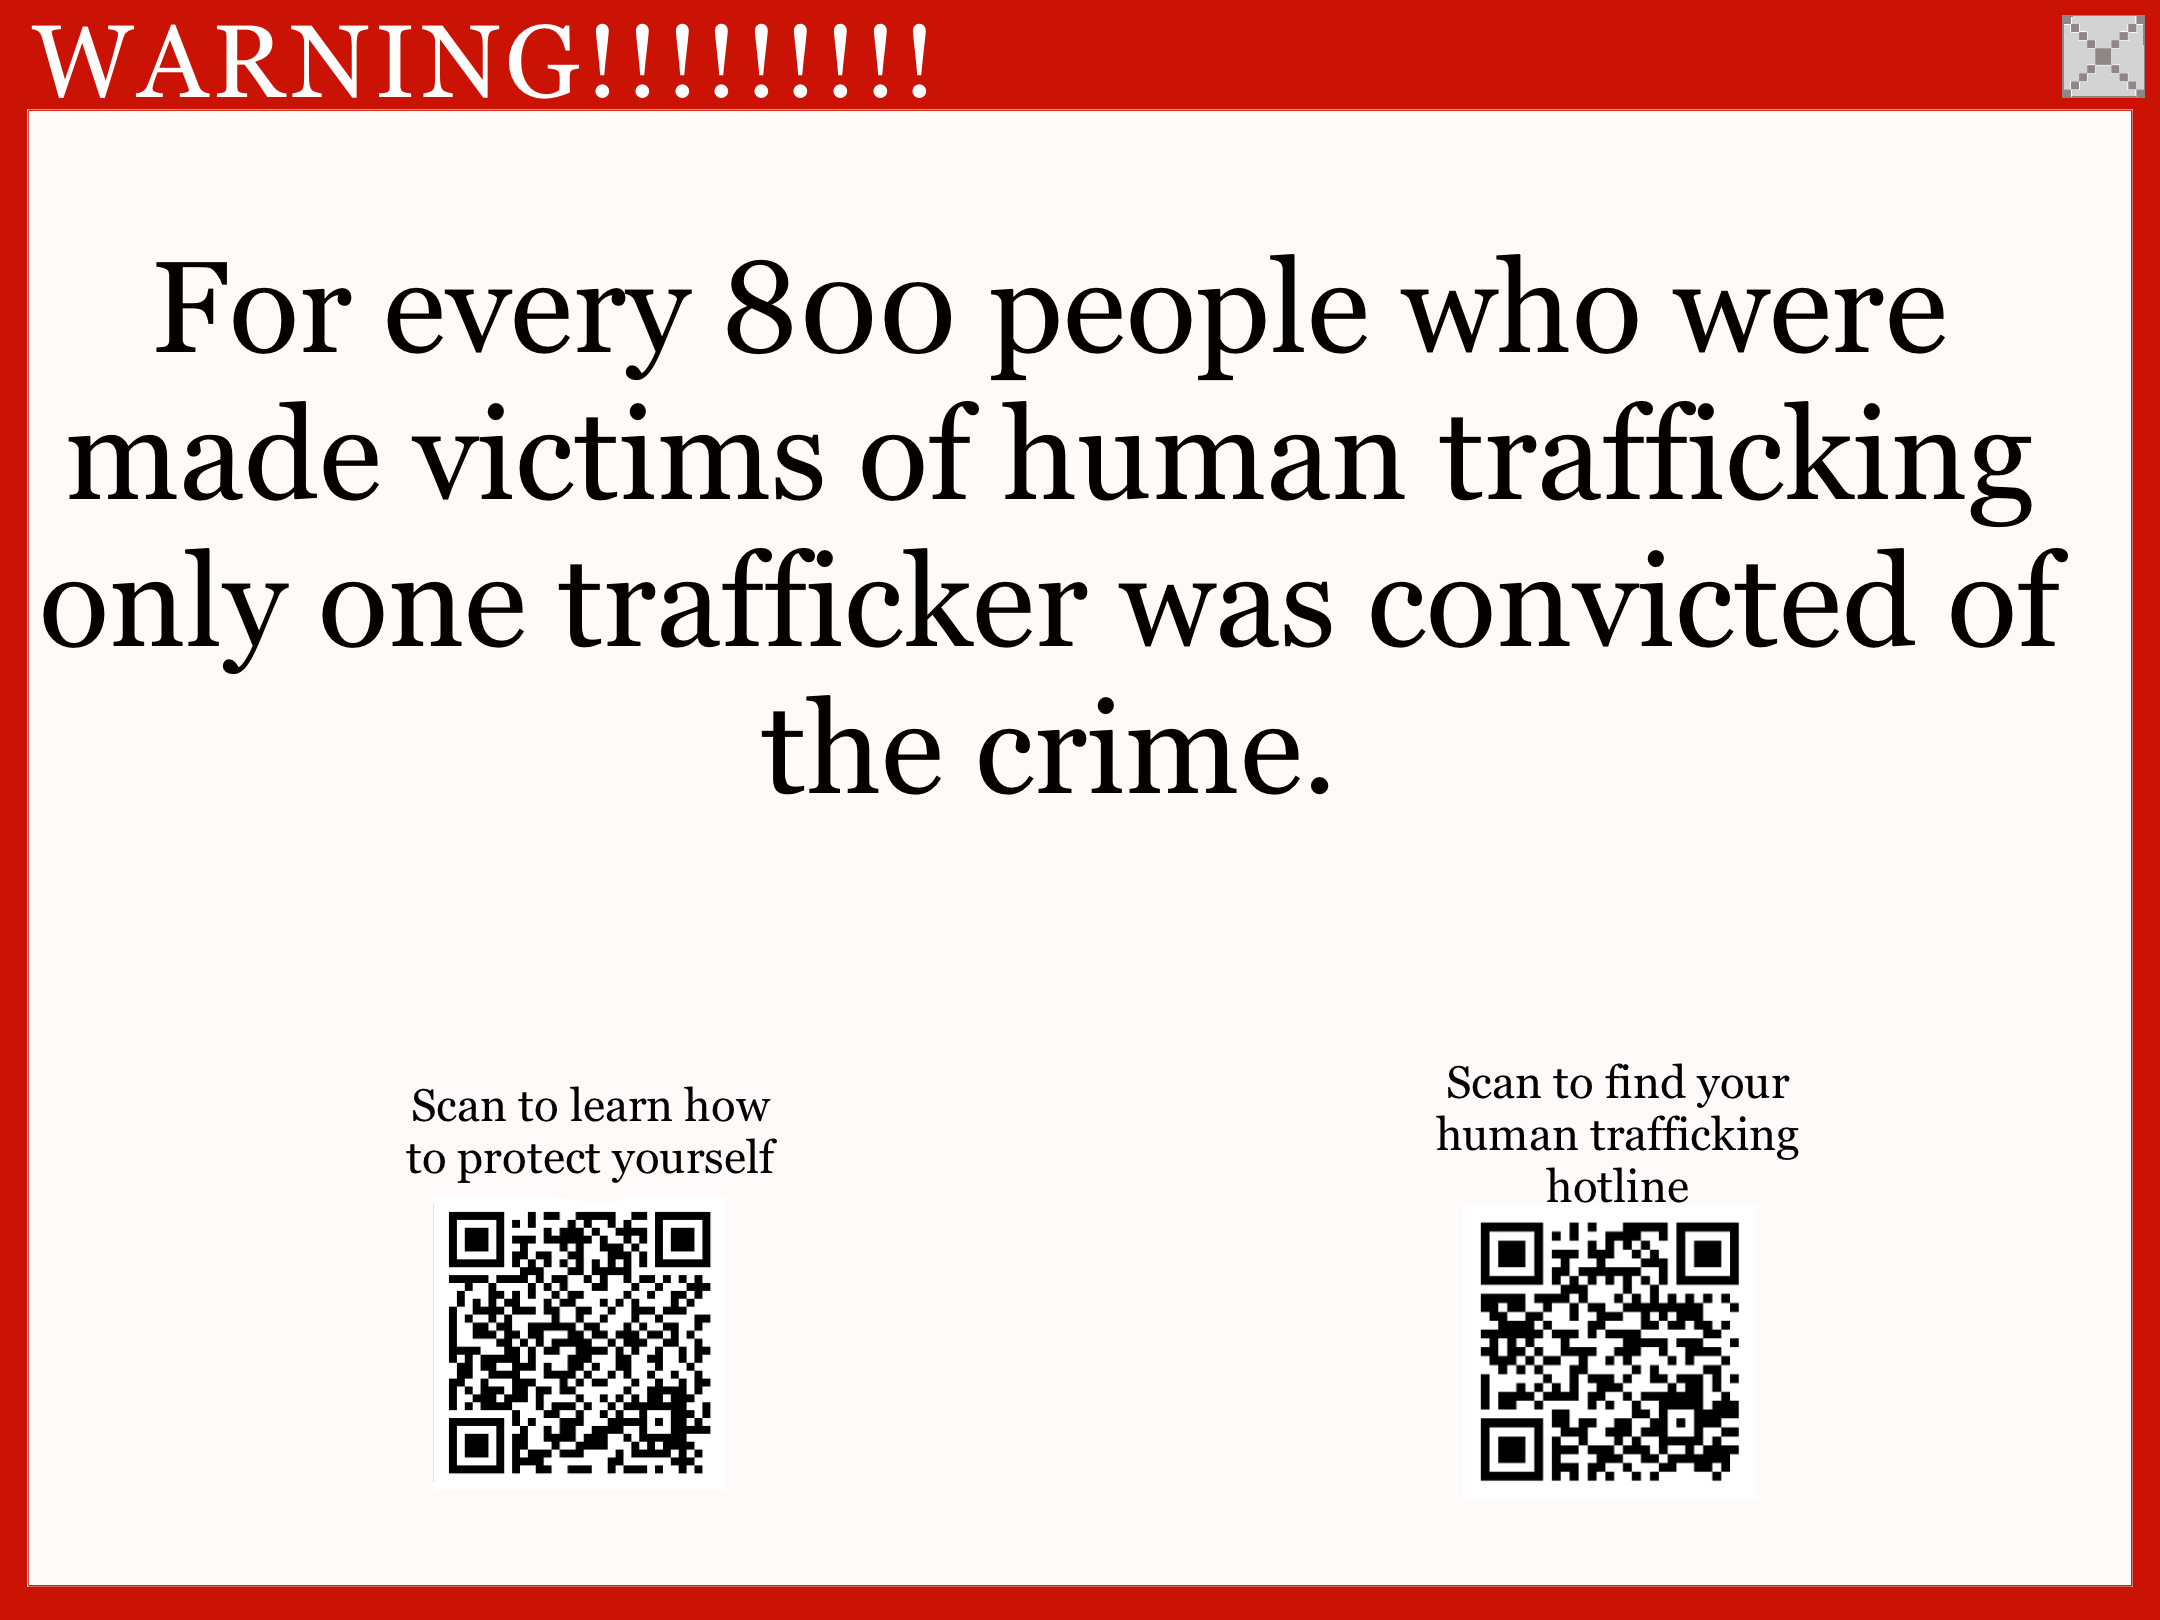 WARNING!!!!!!!!!
For every 800 people who were
made victims of human trafficking
only one trafficker was convicted of
the crime.
Scan to learn how
to protect yourself
Scan to find your
human trafficking
hotline